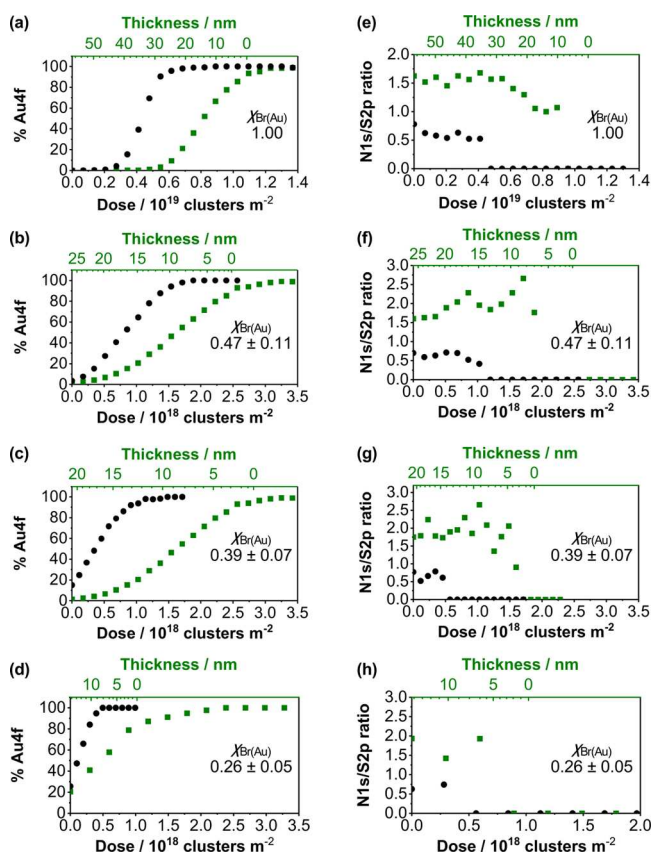 (a)
Thickness / nm
50 40 30 20 10 0
% Au4f
100
80
60
40
20
0
χBr(Au)
1.00
0.0 0.2 0.4 0.6 0.8 1.0 1.2 1.4
Dose / 10¹⁹ clusters m⁻²
(b)
Thickness / nm
25 20 15 10 5 0
% Au4f
100
80
60
40
20
0
χBr(Au)
0.47 ± 0.11
0.0 0.5 1.0 1.5 2.0 2.5 3.0 3.5
Dose / 10¹⁸ clusters m⁻²
(c)
Thickness / nm
20 15 10 5 0
% Au4f
100
80
60
40
20
0
χBr(Au)
0.39 ± 0.07
0.0 0.5 1.0 1.5 2.0 2.5 3.0 3.5
Dose / 10¹⁸ clusters m⁻²
(d)
Thickness / nm
10 5 0
% Au4f
100
80
60
40
20
0
χBr(Au)
0.26 ± 0.05
0.0 0.5 1.0 1.5 2.0 2.5 3.0 3.5
Dose / 10¹⁸ clusters m⁻²
(e)
Thickness / nm
50 40 30 20 10 0
N1s/S2p ratio
2.0
1.5
1.0
0.5
0.0
χBr(Au)
1.00
0.0 0.2 0.4 0.6 0.8 1.0 1.2 1.4
Dose / 10¹⁹ clusters m⁻²
(f)
Thickness / nm
25 20 15 10 5 0
N1s/S2p ratio
3.0
2.5
2.0
1.5
1.0
0.5
0.0
χBr(Au)
0.47 ± 0.11
0.0 0.5 1.0 1.5 2.0 2.5 3.0 3.5
Dose / 10¹⁸ clusters m⁻²
(g)
Thickness / nm
20 15 10 5 0
N1s/S2p ratio
3.0
2.5
2.0
1.5
1.0
0.5
0.0
χBr(Au)
0.39 ± 0.07
0.0 0.5 1.0 1.5 2.0 2.5 3.0 3.5
Dose / 10¹⁸ clusters m⁻²
(h)
Thickness / nm
10 5 0
N1s/S2p ratio
3.0
2.5
2.0
1.5
1.0
0.5
0.0
χBr(Au)
0.26 ± 0.05
0.0 0.5 1.0 1.5 2.0
Dose / 10¹⁸ clusters m⁻²